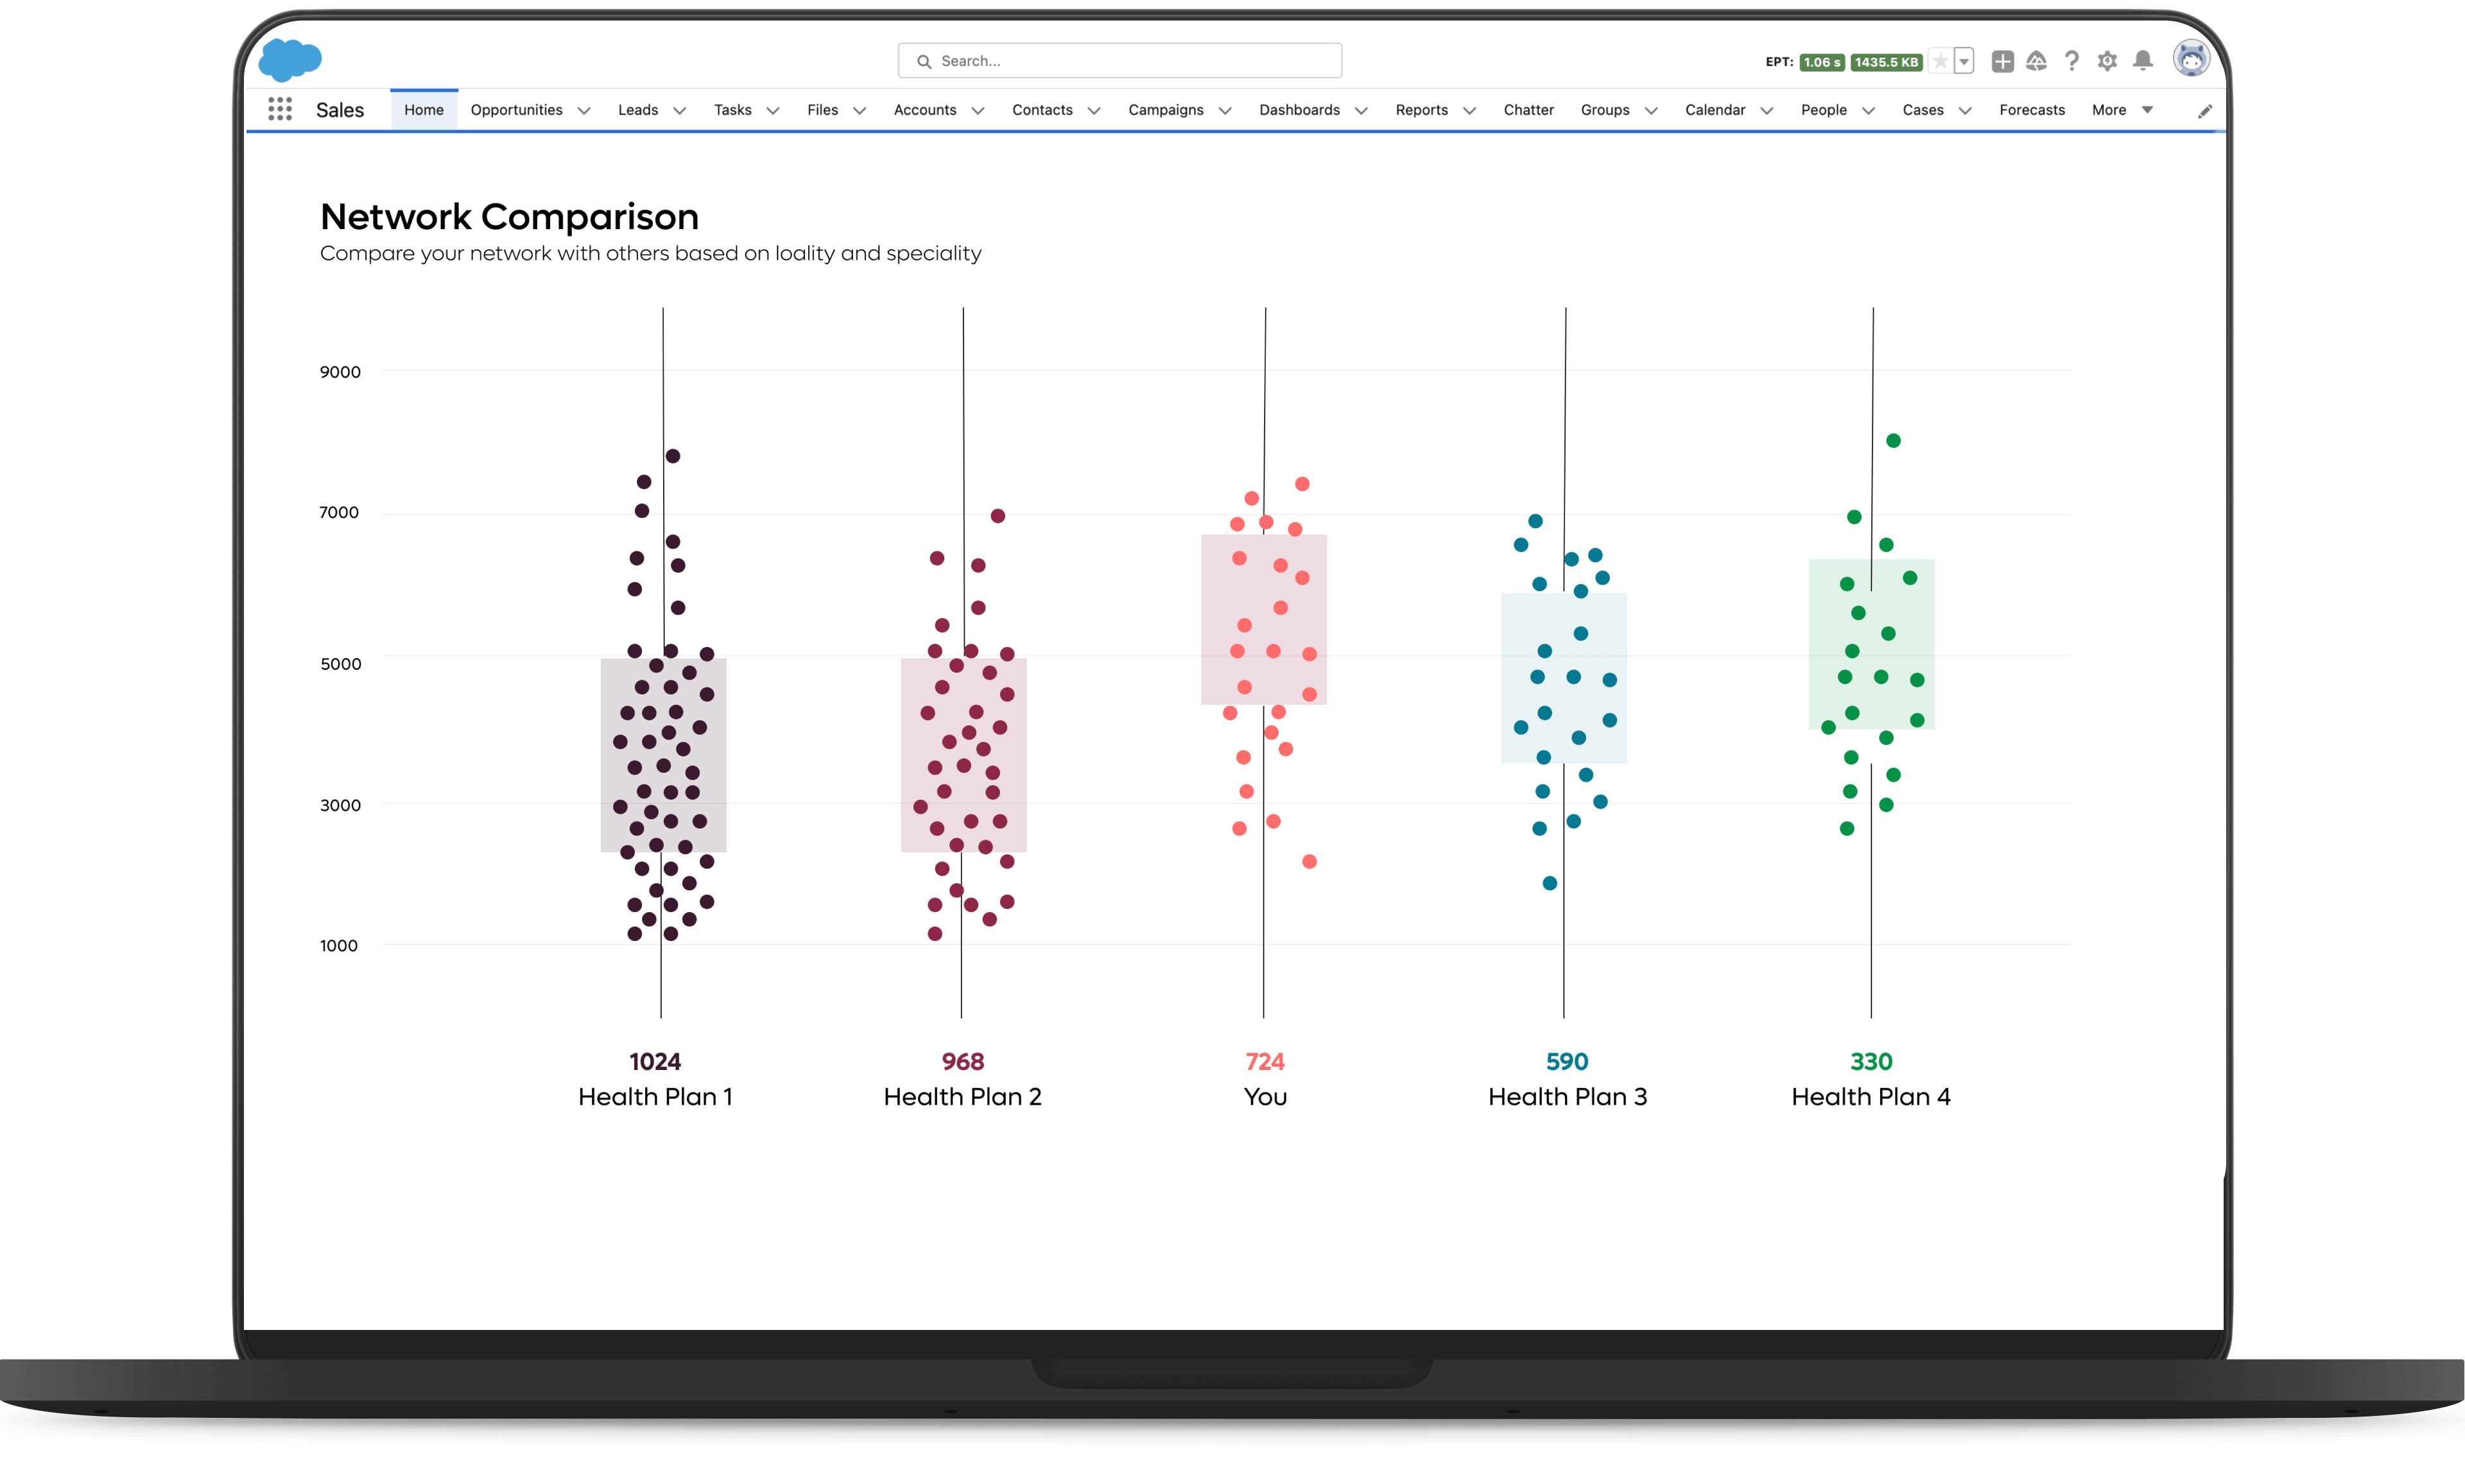 Search...
EPT: 1.06 s 1435.5 KB
Sales Home Opportunities Leads Tasks Files Accounts Contacts Campaigns Dashboards Reports Chatter Groups Calendar People Cases Forecasts More
Network Comparison
Compare your network with others based on loality and speciality
9000
7000
5000
3000
1000
1024 968 724 590 330
Health Plan 1 Health Plan 2 You Health Plan 3 Health Plan 4